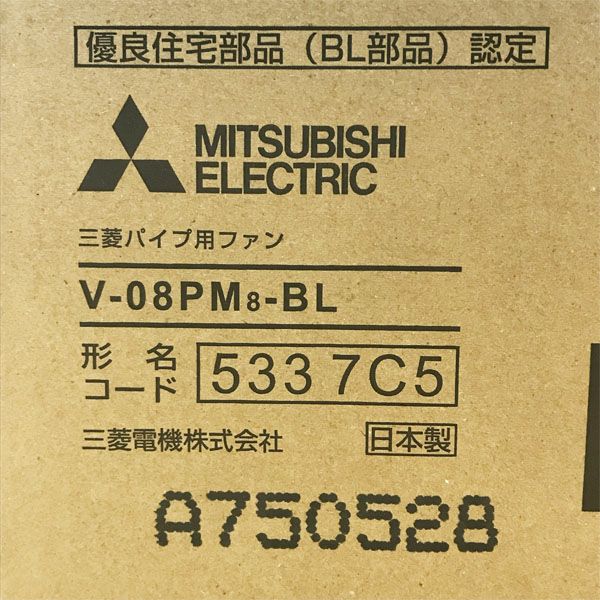 優良住宅部品（BL部品）認定
MITSUBISHI
ELECTRIC
三菱パイプ用ファン
V-08PM8-BL
形名
コード
533 7C5
三菱電機株式会社
日本製
A750528